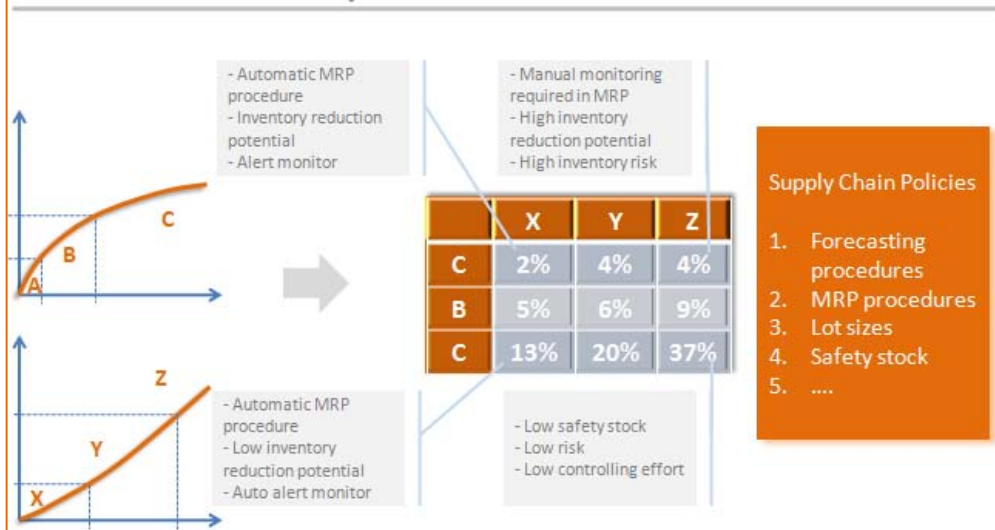 - Automatic MRP
procedure
- Inventory reduction
potential
- Alert monitor
- Manual monitoring
required in MRP
- High inventory
reduction potential
- High inventory risk
A
B
C
X
Y
Z
X Y Z
C 2% 4% 4%
B 5% 6% 9%
C 13% 20% 37%
- Automatic MRP
procedure
- Low inventory
reduction potential
- Auto alert monitor
- Low safety stock
- Low risk
- Low controlling effort
Supply Chain Policies
1. Forecasting
procedures
2. MRP procedures
3. Lot sizes
4. Safety stock
5. ....